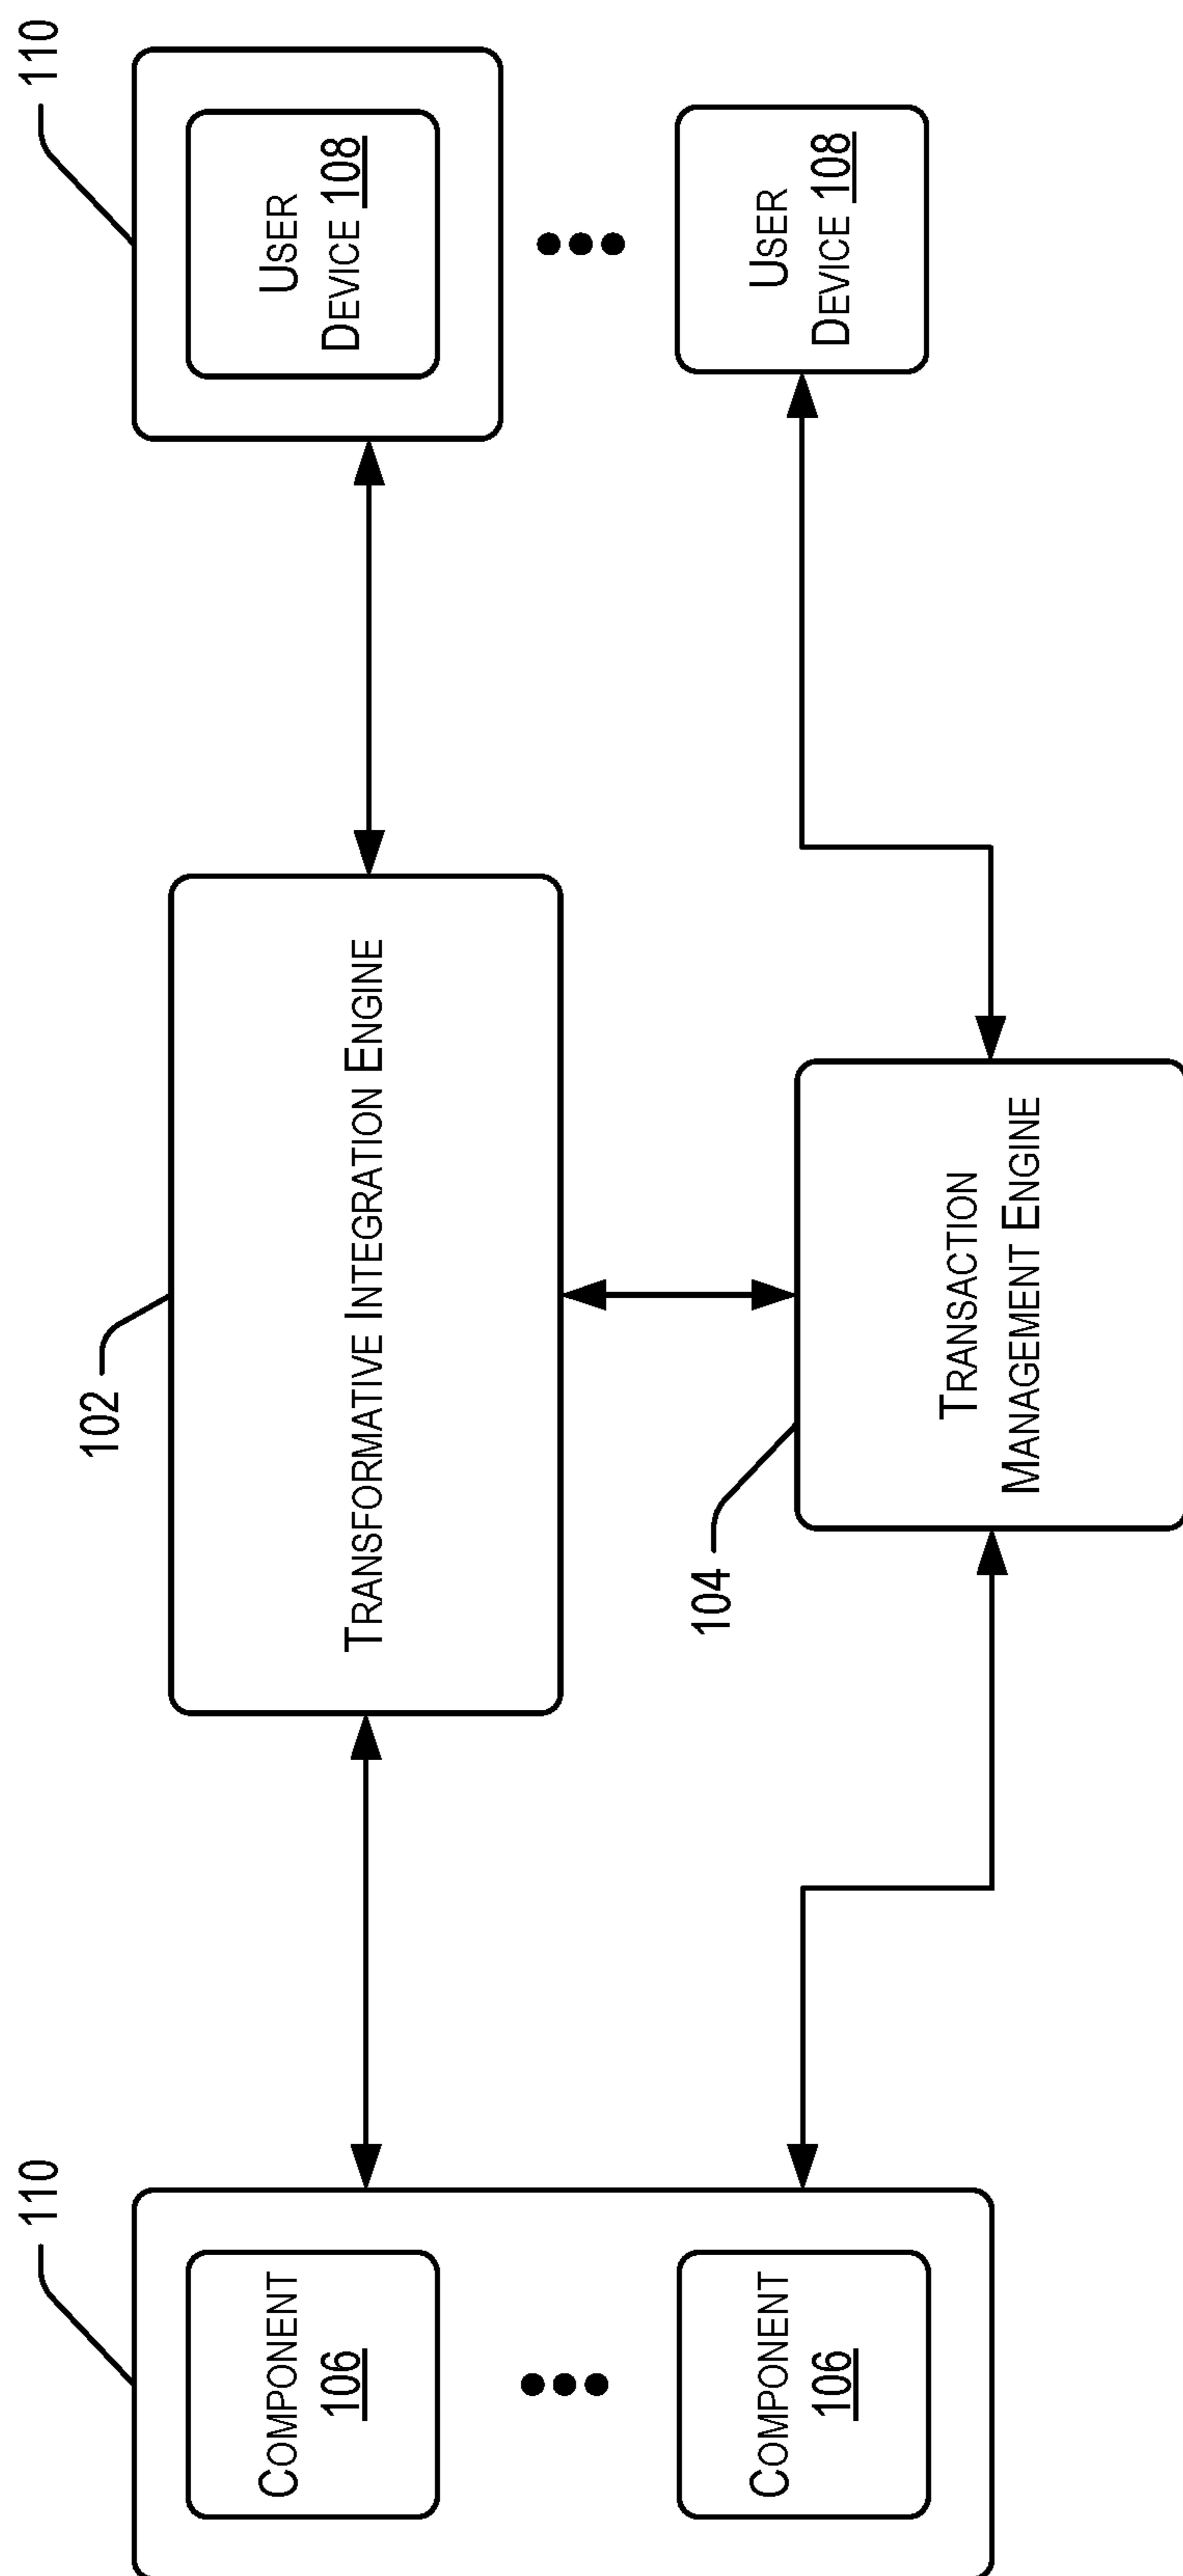 110
COMPONENT
106
COMPONENT
106
102
TRANSFORMATIVE INTEGRATION ENGINE
104
TRANSACTION
MANAGEMENT ENGINE
110
USER
DEVICE 108
USER
DEVICE 108